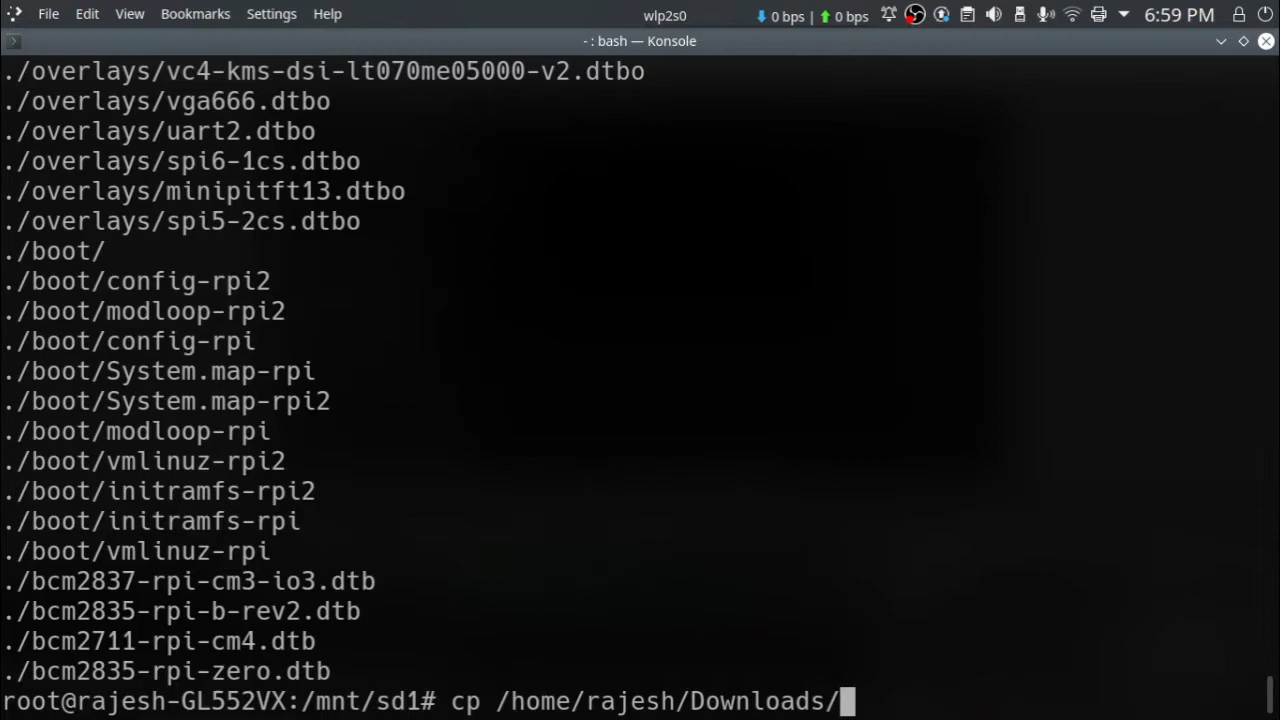 File Edit View Bookmarks Settings Help wlp2s0 0 bps | 0 bps 6:59 PM
- : bash — Konsole
./overlays/vc4-kms-dsi-lt070me05000-v2.dtbo
./overlays/vga666.dtbo
./overlays/uart2.dtbo
./overlays/spi6-1cs.dtbo
./overlays/minipitft13.dtbo
./overlays/spi5-2cs.dtbo
./boot/
./boot/config-rpi2
./boot/modloop-rpi2
./boot/config-rpi
./boot/System.map-rpi
./boot/System.map-rpi2
./boot/modloop-rpi
./boot/vmlinuz-rpi2
./boot/initramfs-rpi2
./boot/initramfs-rpi
./boot/vmlinuz-rpi
./bcm2837-rpi-cm3-io3.dtb
./bcm2835-rpi-b-rev2.dtb
./bcm2711-rpi-cm4.dtb
./bcm2835-rpi-zero.dtb
root@rajesh-GL552VX:/mnt/sd1# cp /home/rajesh/Downloads/